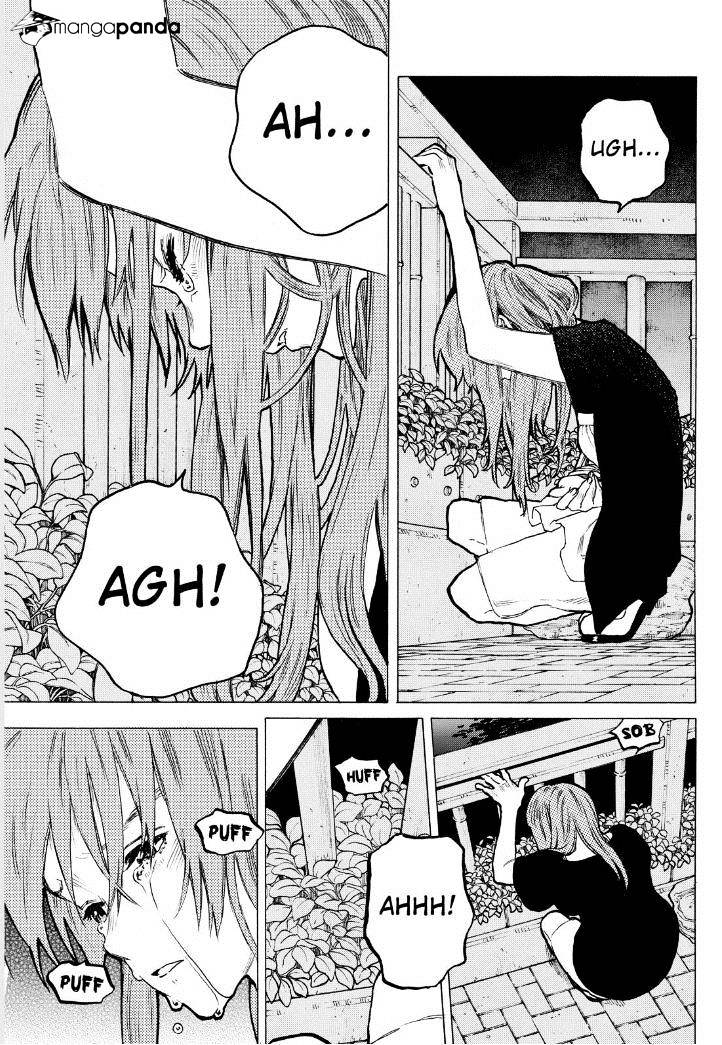 mangapanda
UGH...
AH...
AGH!
SOB
HUFF
AHHH!
PUFF
PUFF